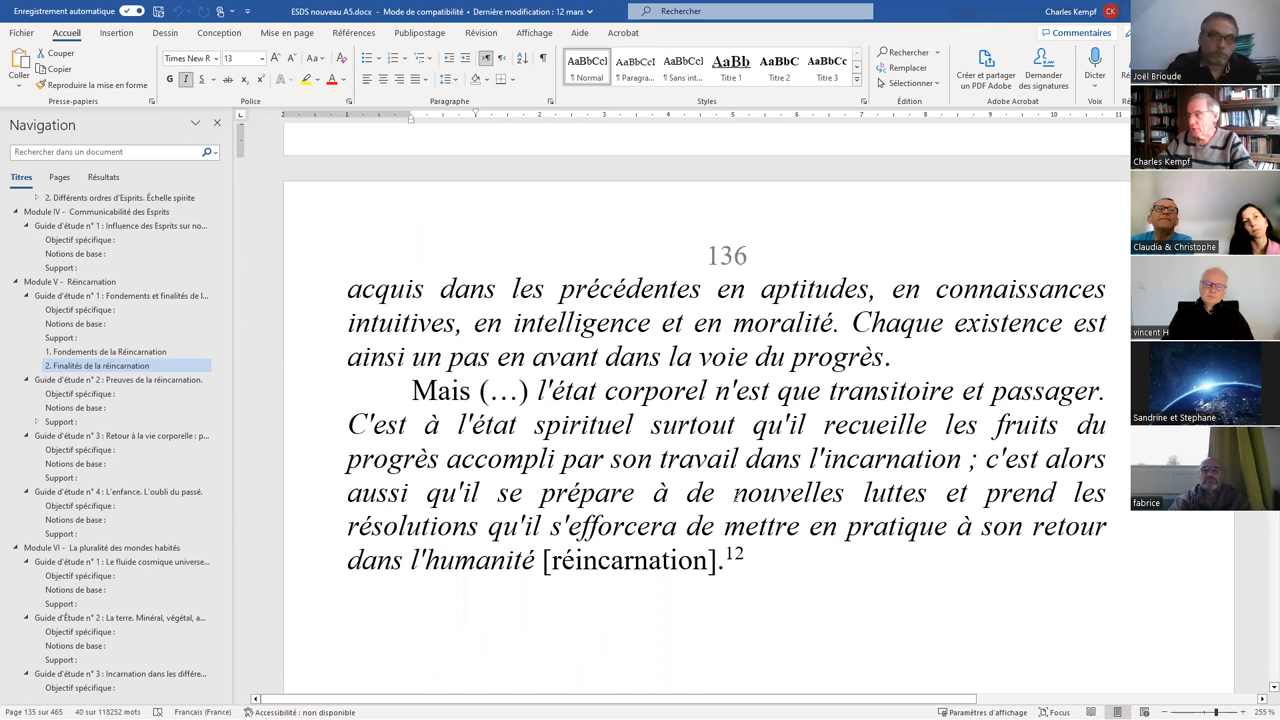 Enregistrement automatique
ESDS nouveau A5.docx - Mode de compatibilité • Dernière modification : 12 mars
Rechercher
Charles Kempf
CK
Fichier Accueil Insertion Dessin Conception Mise en page Références Publipostage Révision Affichage Aide Acrobat
Commentaires
Coller
Couper
Copier
Reproduire la mise en forme
Presse-papiers
Times New R
13
G I S ab x₂ x²
Police
Paragraphe
AaBbCcI AaBbCcI AaBbCcI AaBb AaBbC AaBbCc
¶ Normal ¶ Paragra... ¶ Sans int... Titre 1 Titre 2 Titre 3
Styles
Rechercher
Remplacer
Sélectionner
Édition
Créer et partager un PDF Adobe
Demander des signatures
Adobe Acrobat
Dicter
Voix
Navigation
Rechercher dans un document
Titres Pages Résultats
2. Différents ordres d'Esprits. Échelle spirite
Module IV - Communicabilité des Esprits
Guide d'étude n° 1 : Influence des Esprits sur no...
Objectif spécifique :
Notions de base :
Support :
Module V - Réincarnation
Guide d'étude n° 1 : Fondements et finalités de l...
Objectif spécifique :
Notions de base :
Support :
1. Fondements de la Réincarnation
2. Finalités de la réincarnation
Guide d'étude n° 2 : Preuves de la réincarnation.
Objectif spécifique :
Notions de base :
Support :
Guide d'étude n° 3 : Retour à la vie corporelle : p...
Objectif spécifique :
Notions de base :
Support :
Guide d'étude n° 4 : L'enfance. L'oubli du passé.
Objectif spécifique :
Notions de base :
Support :
Module VI - La pluralité des mondes habités
Guide d'étude n° 1 : Le fluide cosmique universe...
Objectif spécifique :
Notions de base :
Support :
Guide d'Étude n° 2 : La terre. Minéral, végétal, a...
Objectif spécifique :
Notions de base :
Support :
Guide d'étude n° 3 : Incarnation dans les différe...
Objectif spécifique :
136
acquis dans les précédentes en aptitudes, en connaissances
intuitives, en intelligence et en moralité. Chaque existence est
ainsi un pas en avant dans la voie du progrès.
Mais (…) l'état corporel n'est que transitoire et passager.
C'est à l'état spirituel surtout qu'il recueille les fruits du
progrès accompli par son travail dans l'incarnation ; c'est alors
aussi qu'il se prépare à de nouvelles luttes et prend les
résolutions qu'il s'efforcera de mettre en pratique à son retour
dans l'humanité [réincarnation].12
Joël Brioude
Charles Kempf
Claudia & Christophe
vincent H
Sandrine et Stephane
fabrice
Page 135 sur 465 40 sur 118252 mots Français (France) Accessibilité : non disponible
Paramètres d'affichage Focus 255 %